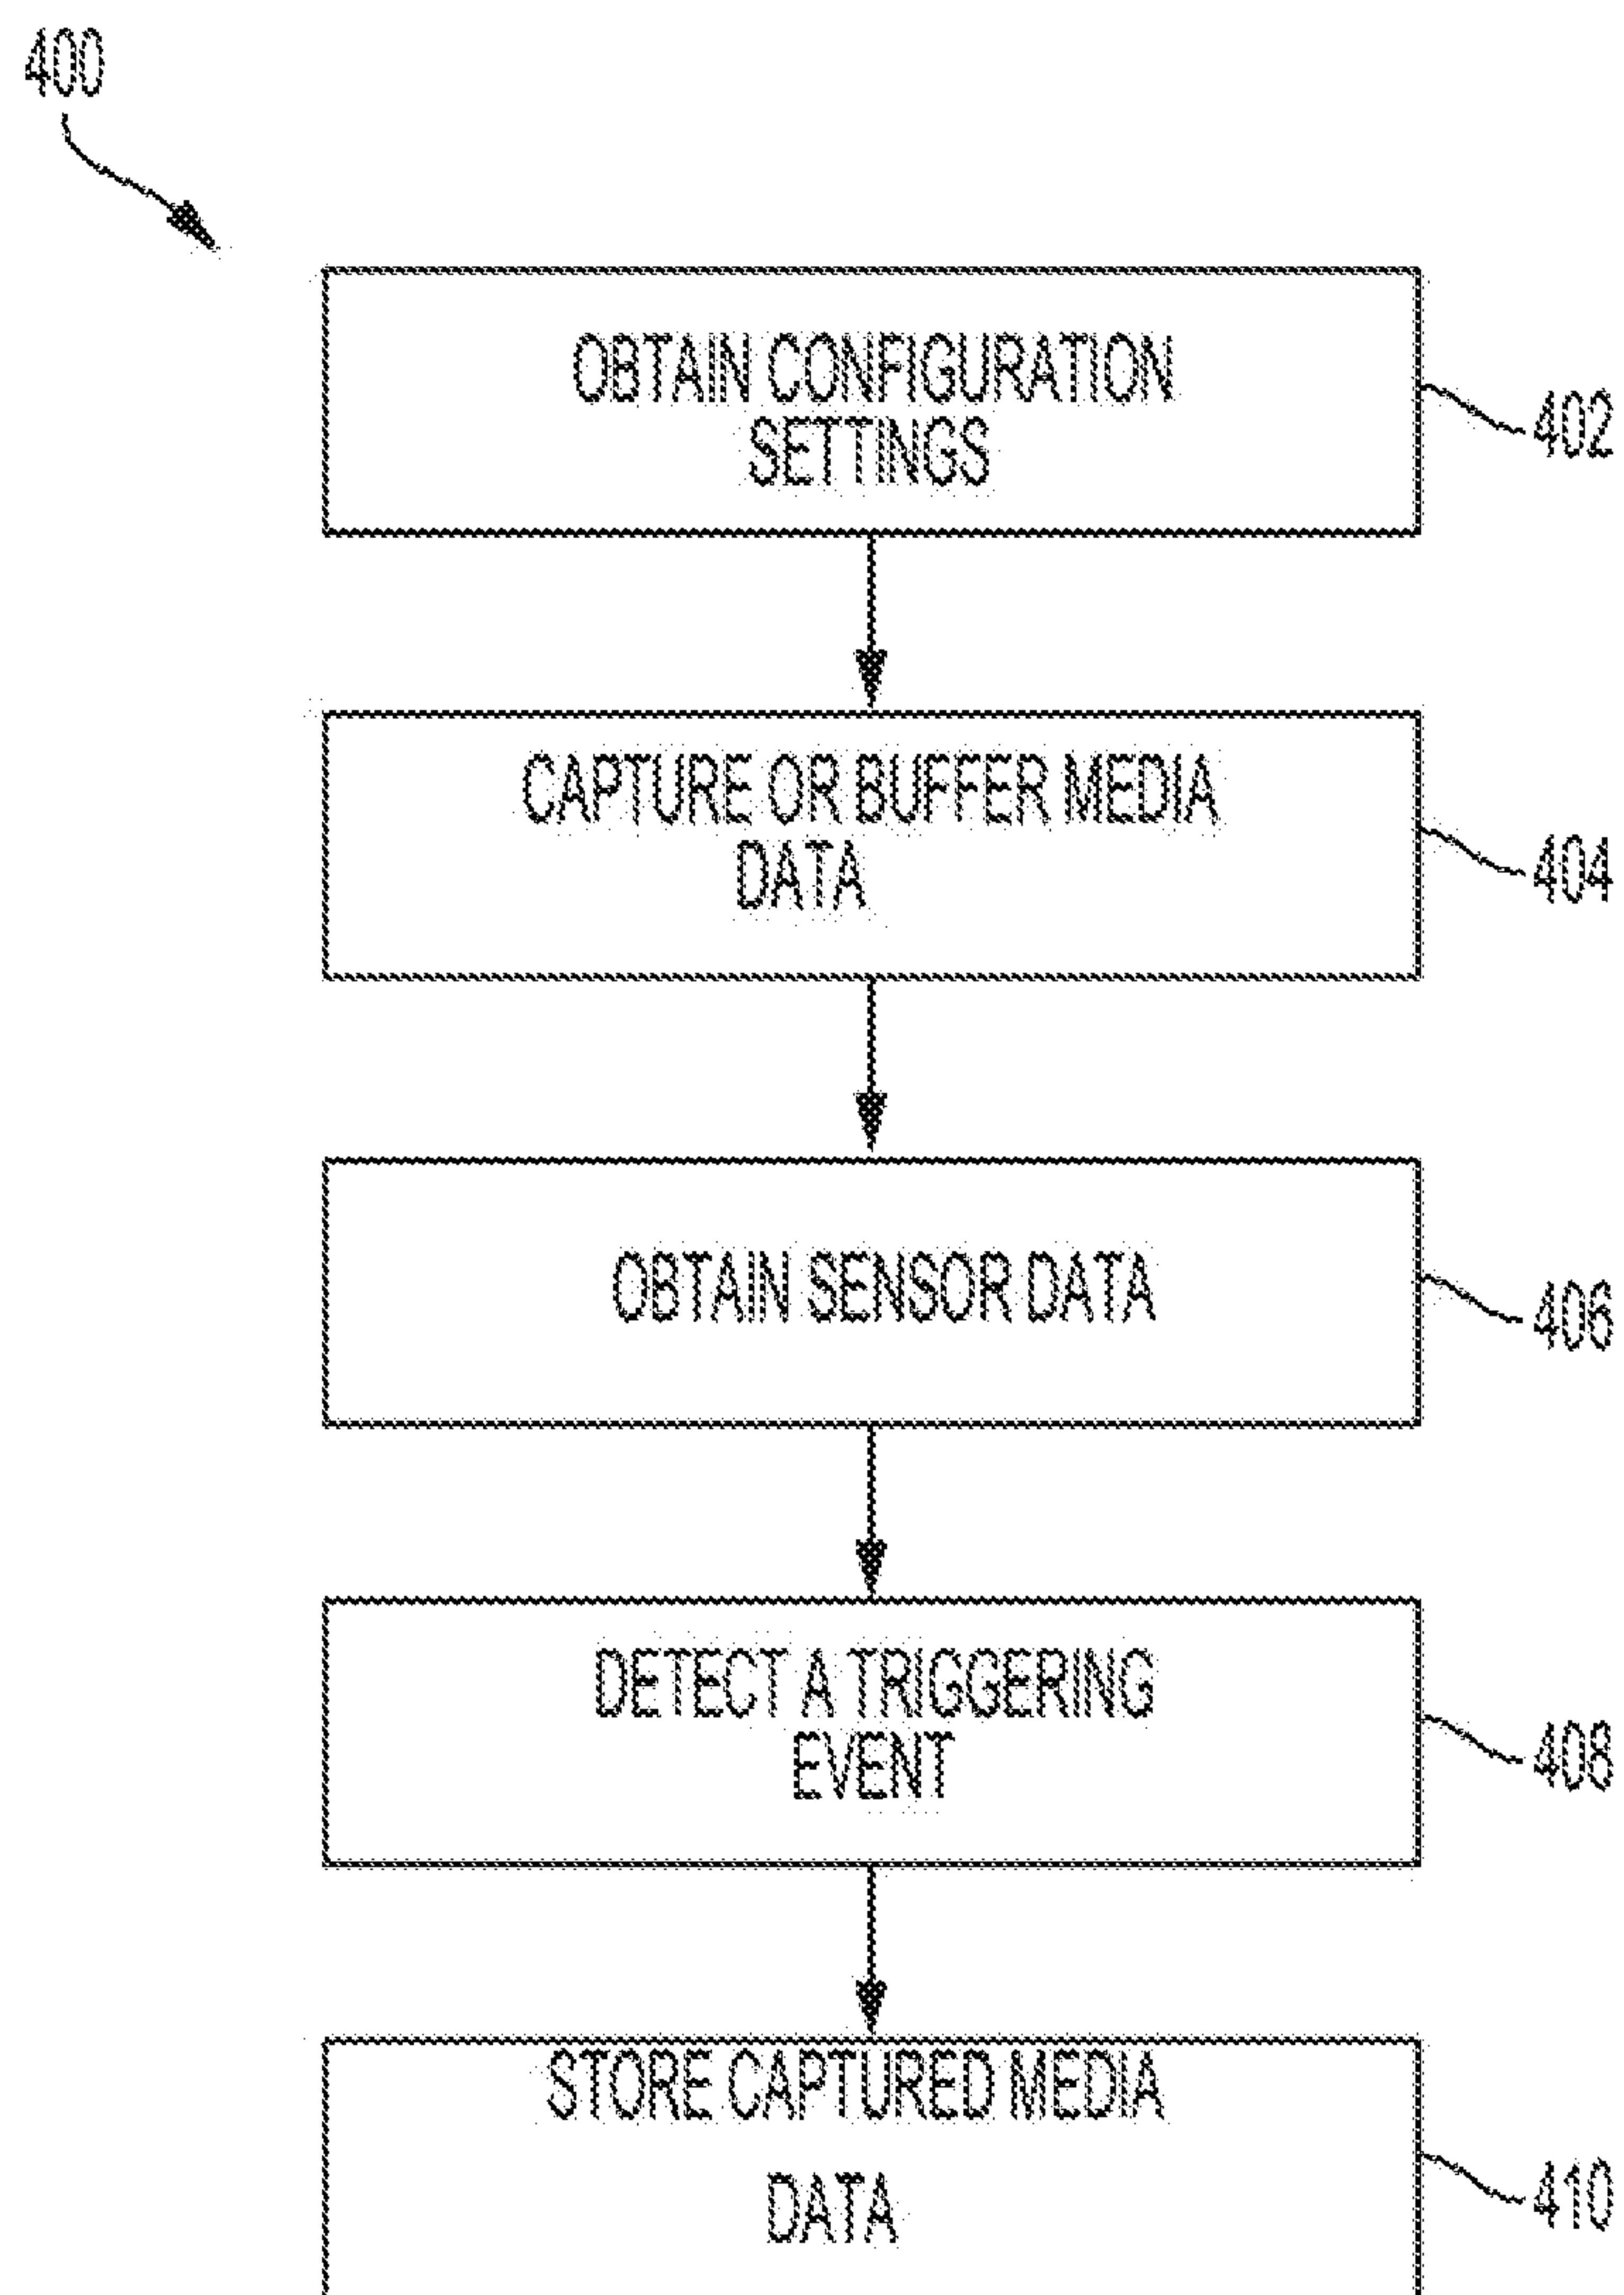 400
OBTAIN CONFIGURATION
SETTINGS
402
CAPTURE OR BUFFER MEDIA
DATA
404
OBTAIN SENSOR DATA
406
DETECT A TRIGGERING
EVENT
408
STORE CAPTURED MEDIA
DATA
410